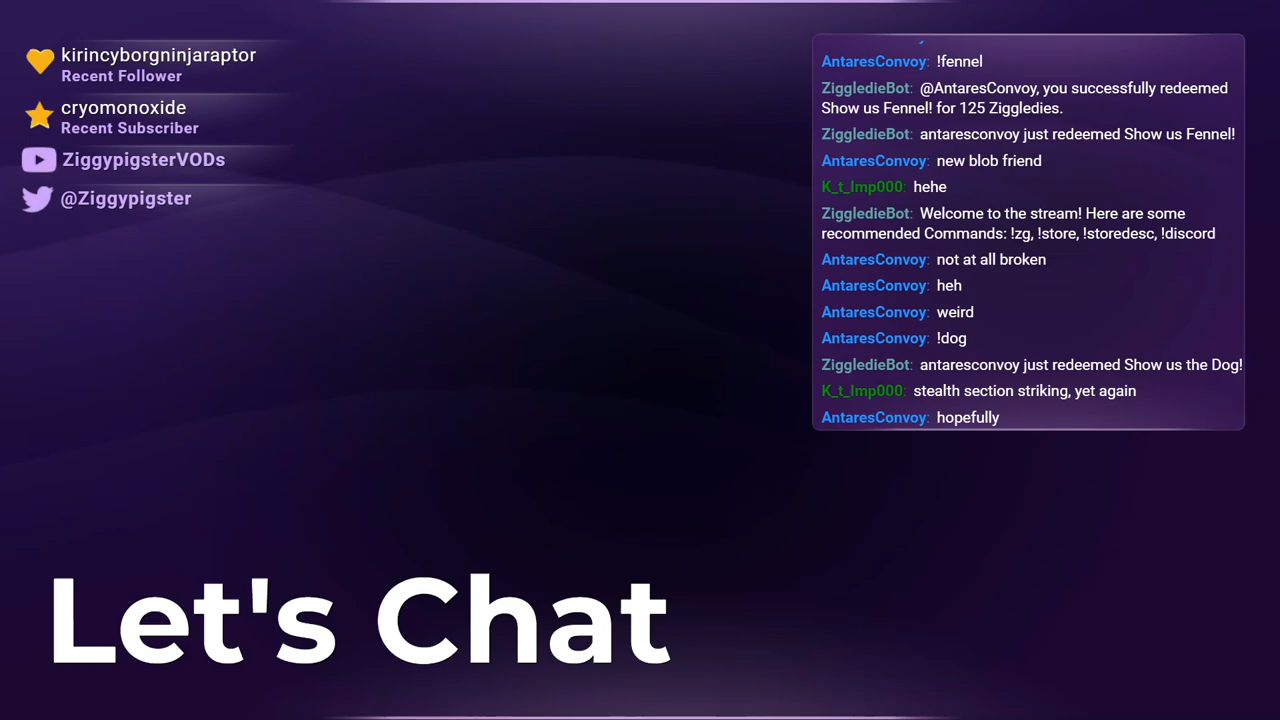 kirincyborgninjaraptor
Recent Follower
cryomonoxide
Recent Subscriber
ZiggypigsterVODs
@Ziggypigster
AntaresConvoy: !fennel
ZiggledieBot: @AntaresConvoy, you successfully redeemed
Show us Fennel! for 125 Ziggledies.
ZiggledieBot: antaresconvoy just redeemed Show us Fennel!
AntaresConvoy: new blob friend
K_t_Imp000: hehe
ZiggledieBot: Welcome to the stream! Here are some
recommended Commands: !zg, !store, !storedesc, !discord
AntaresConvoy: not at all broken
AntaresConvoy: heh
AntaresConvoy: weird
AntaresConvoy: !dog
ZiggledieBot: antaresconvoy just redeemed Show us the Dog!
K_t_Imp000: stealth section striking, yet again
AntaresConvoy: hopefully
Let's Chat